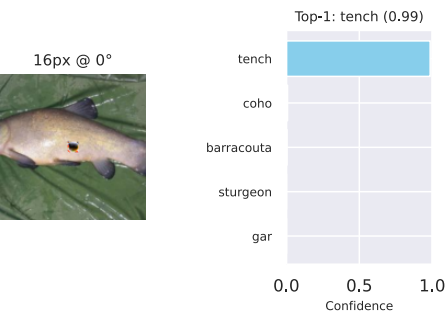 16px @ 0°
Top-1: tench (0.99)
tench
coho
barracouta
sturgeon
gar
0.0 0.5 1.0
Confidence